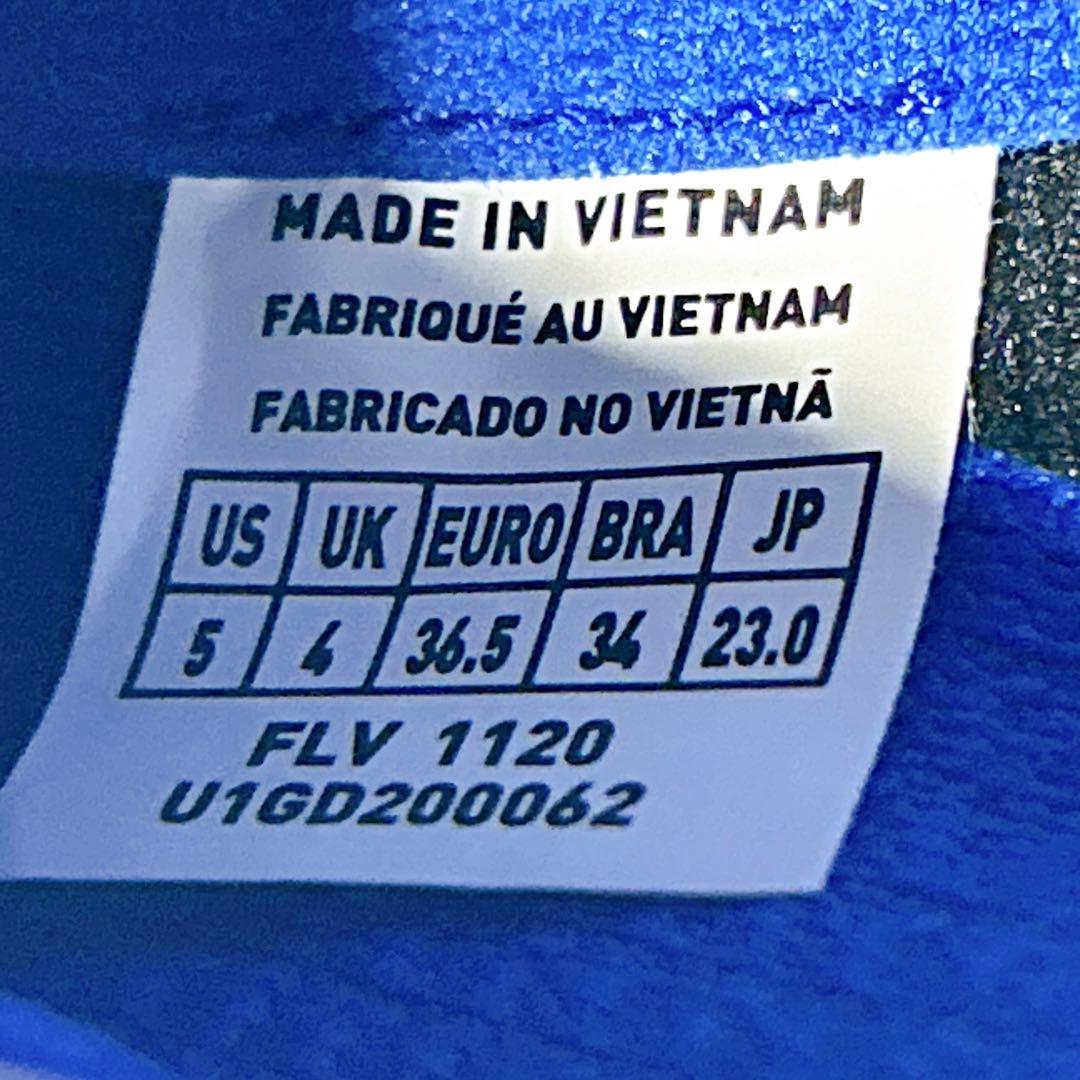 MADE IN VIETNAM
FABRIQUÉ AU VIETNAM
FABRICADO NO VIETNÃ
US UK EURO BRA JP
5 4 36.5 34 23.0
FLV 1120
U1GD200062